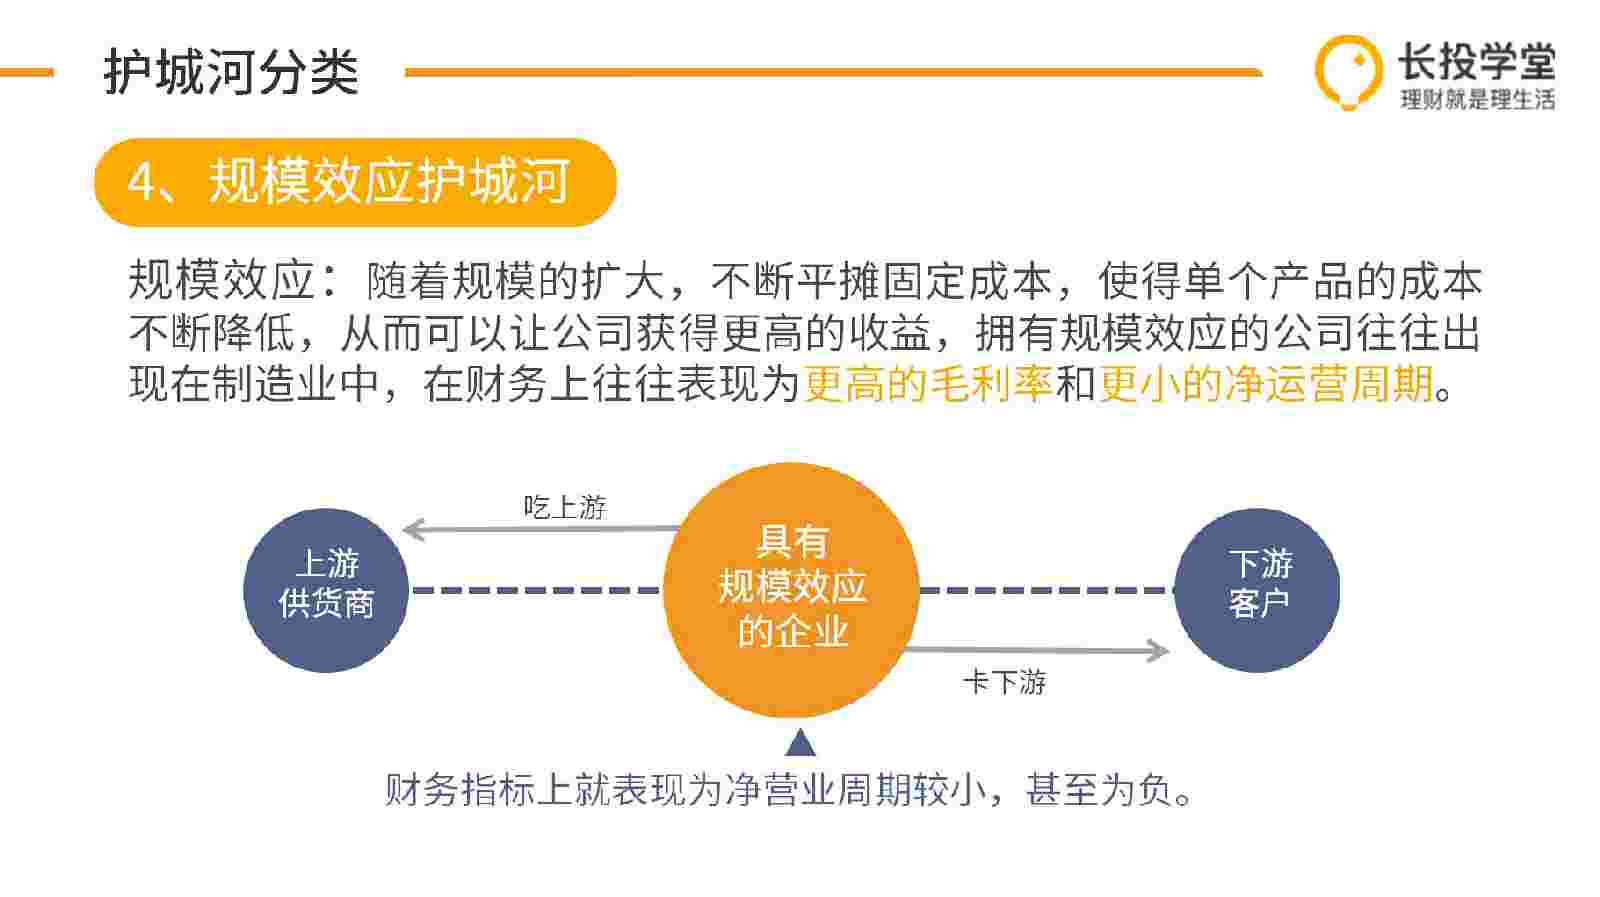 护城河分类
长投学堂
理财就是理生活
4、规模效应护城河
规模效应：随着规模的扩大，不断平摊固定成本，使得单个产品的成本
不断降低，从而可以让公司获得更高的收益，拥有规模效应的公司往往出
现在制造业中，在财务上往往表现为更高的毛利率和更小的净运营周期。
吃上游
上游
供货商
具有
规模效应
的企业
下游
客户
卡下游
财务指标上就表现为净营业周期较小，甚至为负。